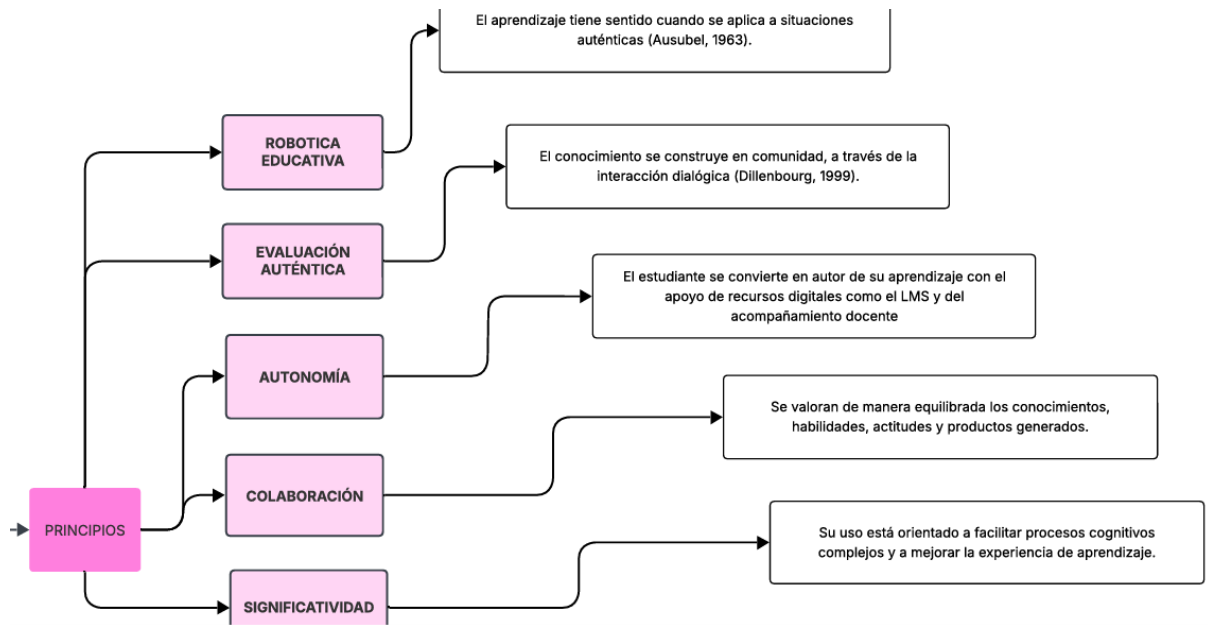 El aprendizaje tiene sentido cuando se aplica a situaciones
auténticas (Ausubel, 1963).
ROBOTICA
EDUCATIVA
El conocimiento se construye en comunidad, a través de la
interacción dialógica (Dillenbourg, 1999).
EVALUACIÓN
AUTÉNTICA
El estudiante se convierte en autor de su aprendizaje con el
apoyo de recursos digitales como el LMS y del
acompañamiento docente
AUTONOMÍA
Se valoran de manera equilibrada los conocimientos,
habilidades, actitudes y productos generados.
COLABORACIÓN
PRINCIPIOS
Su uso está orientado a facilitar procesos cognitivos
complejos y a mejorar la experiencia de aprendizaje.
SIGNIFICATIVIDAD